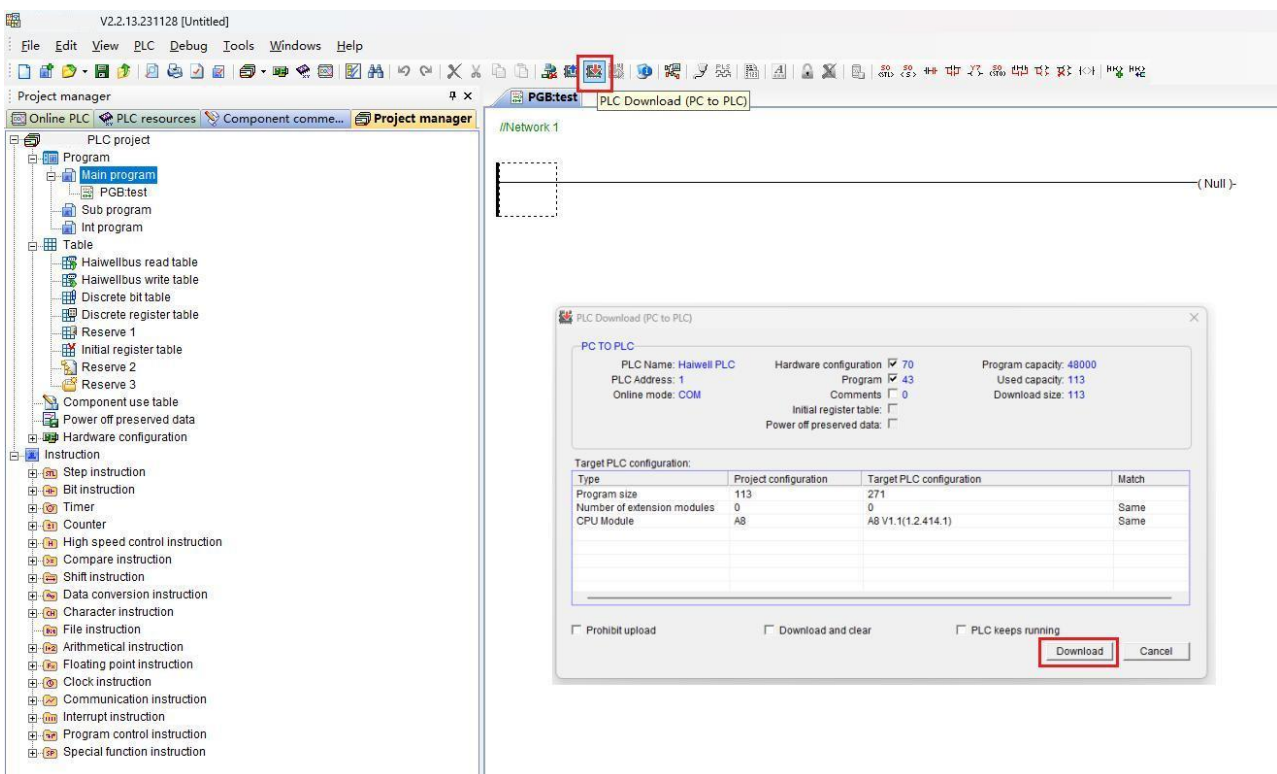 V2.2.13.231128 [Untitled]
File Edit View PLC Debug Tools Windows Help
Project manager
PGB:test
PLC Download (PC to PLC)
Online PLC PLC resources Component comme... Project manager
//Network 1
PLC project
Program
Main program
PGB:test
Sub program
Int program
Table
Haiwellbus read table
Haiwellbus write table
Discrete bit table
Discrete register table
Reserve 1
Initial register table
Reserve 2
Reserve 3
Component use table
Power off preserved data
Hardware configuration
Instruction
Step instruction
Bit instruction
Timer
Counter
High speed control instruction
Compare instruction
Shift instruction
Data conversion instruction
Character instruction
File instruction
Arithmetical instruction
Floating point instruction
Clock instruction
Communication instruction
Interrupt instruction
Program control instruction
Special function instruction
( Null )-
PLC Download (PC to PLC)
PC TO PLC
PLC Name: Haiwell PLC Hardware configuration 70 Program capacity: 48000
PLC Address: 1 Program 43 Used capacity: 113
Online mode: COM Comments 0 Download size: 113
Initial register table:
Power off preserved data:
Target PLC configuration:
Type Project configuration Target PLC configuration Match
Program size 113 271
Number of extension modules 0 0 Same
CPU Module A8 A8 V1.1(1.2.414.1) Same
Prohibit upload Download and clear PLC keeps running
Download Cancel